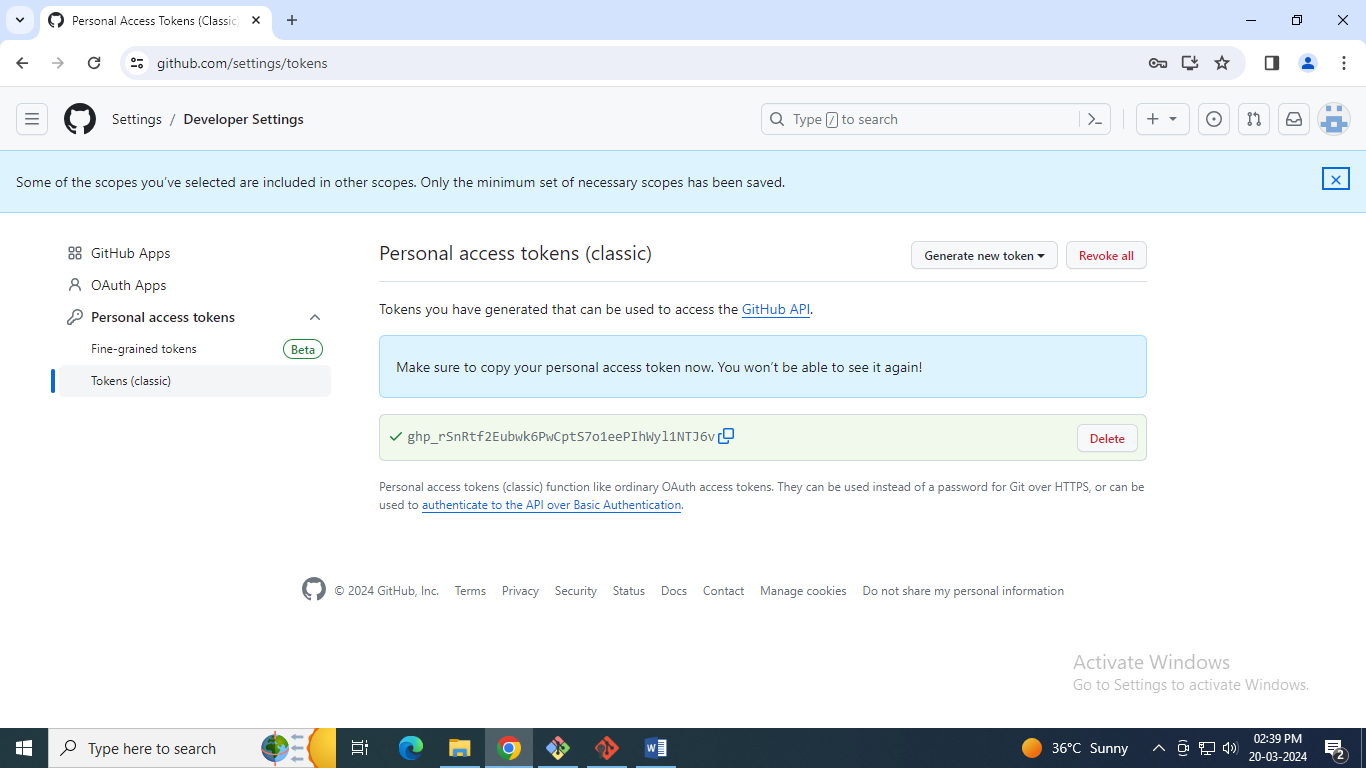 Personal Access Tokens (Classic
github.com/settings/tokens
Settings / Developer Settings
Type / to search
Some of the scopes you've selected are included in other scopes. Only the minimum set of necessary scopes has been saved.
GitHub Apps
OAuth Apps
Personal access tokens
Fine-grained tokens Beta
Tokens (classic)
Personal access tokens (classic)
Generate new token
Revoke all
Tokens you have generated that can be used to access the GitHub API.
Make sure to copy your personal access token now. You won't be able to see it again!
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
Delete
Personal access tokens (classic) function like ordinary OAuth access tokens. They can be used instead of a password for Git over HTTPS, or can be
used to authenticate to the API over Basic Authentication.
© 2024 GitHub, Inc. Terms Privacy Security Status Docs Contact Manage cookies Do not share my personal information
Activate Windows
Go to Settings to activate Windows.
Type here to search
36°C Sunny
02:39 PM
20-03-2024
2